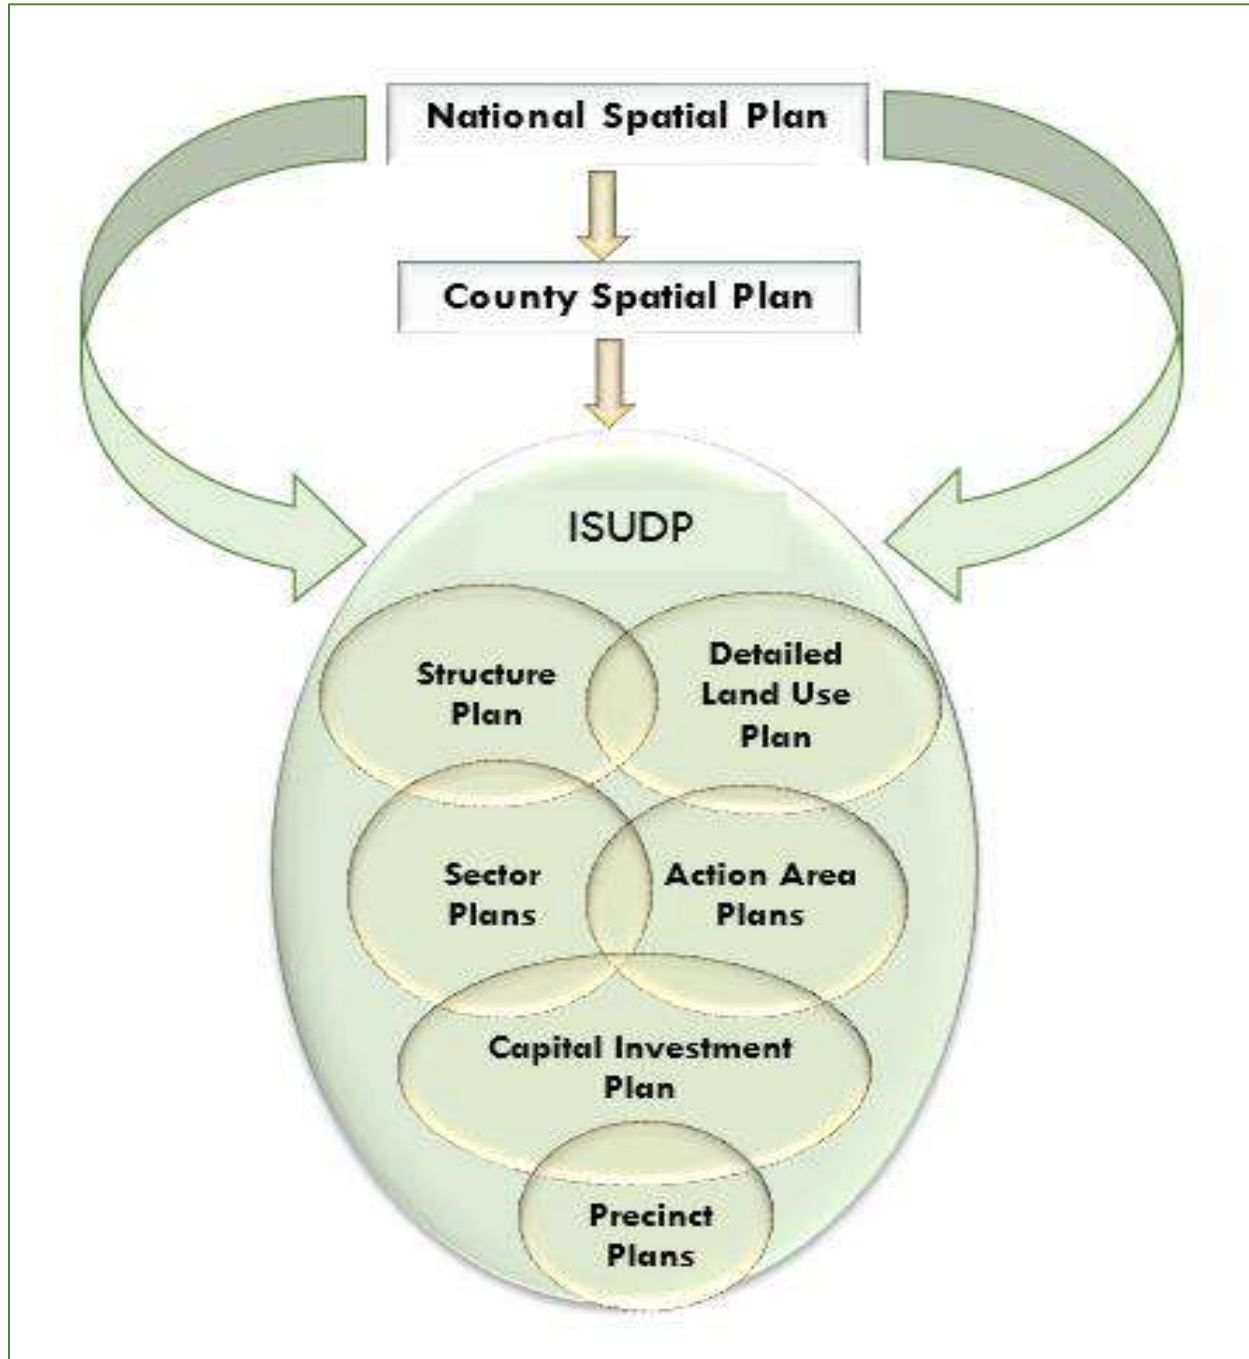 National Spatial Plan
County Spatial Plan
ISUDP
Structure
Plan
Detailed
Land Use
Plan
Sector
Plans
Action Area
Plans
Capital Investment
Plan
Precinct
Plans